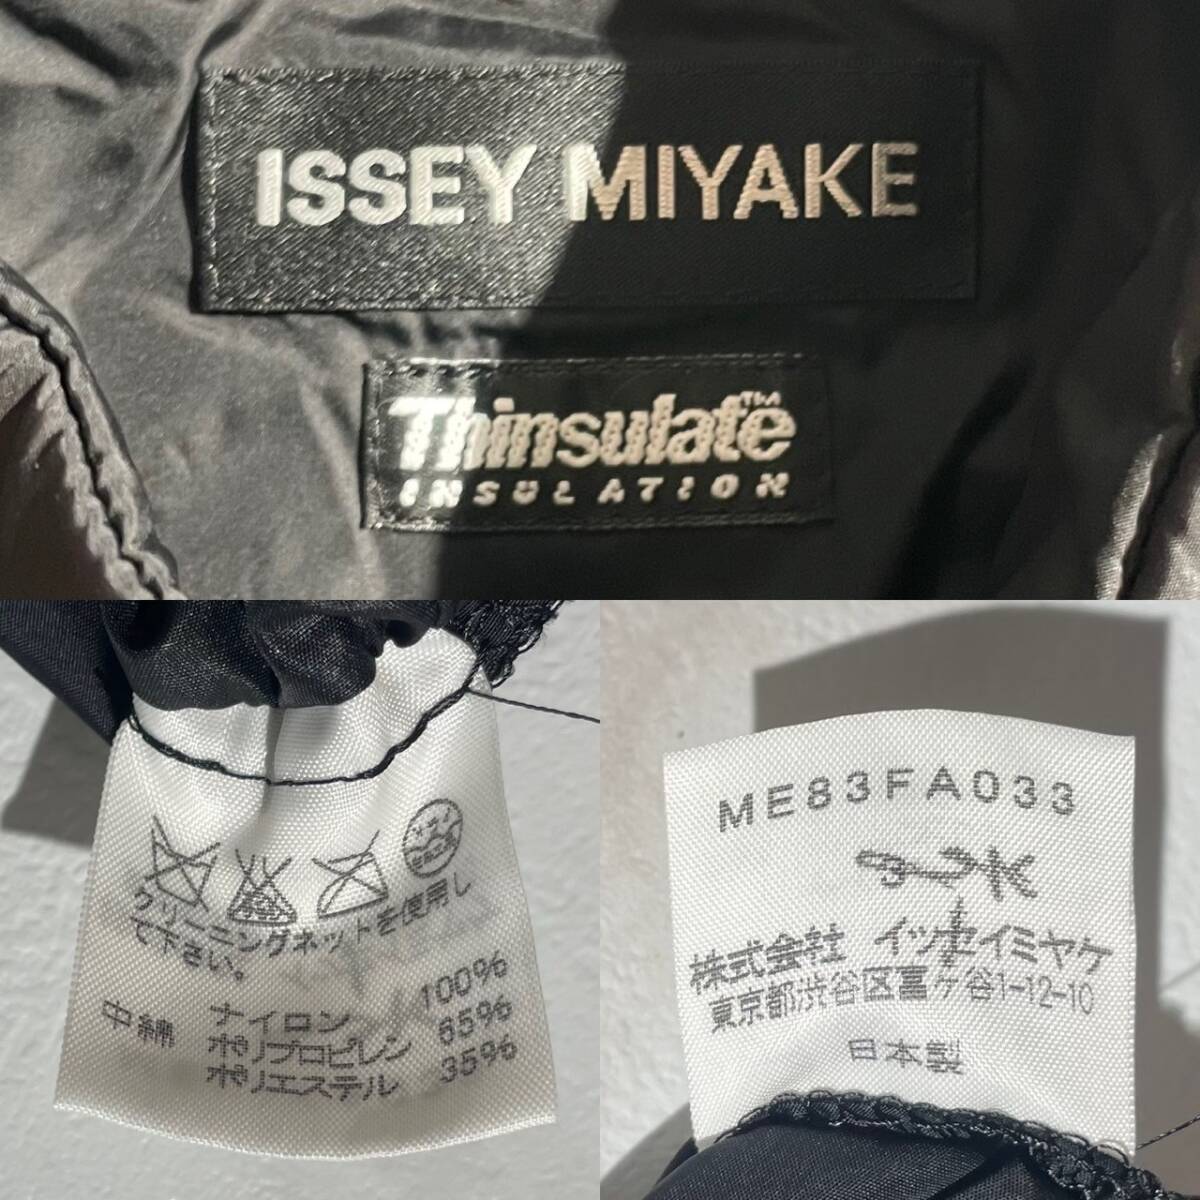 ISSEY MIYAKE
Thinsulate™
INSULATION
クリーニングネットを使用し
て下さい。
ナイロン 100%
中綿 ポリプロピレン 65%
ポリエステル 35%
ME83FA033
株式会社 イッセイミヤケ
東京都渋谷区富ヶ谷1-12-10
日本製